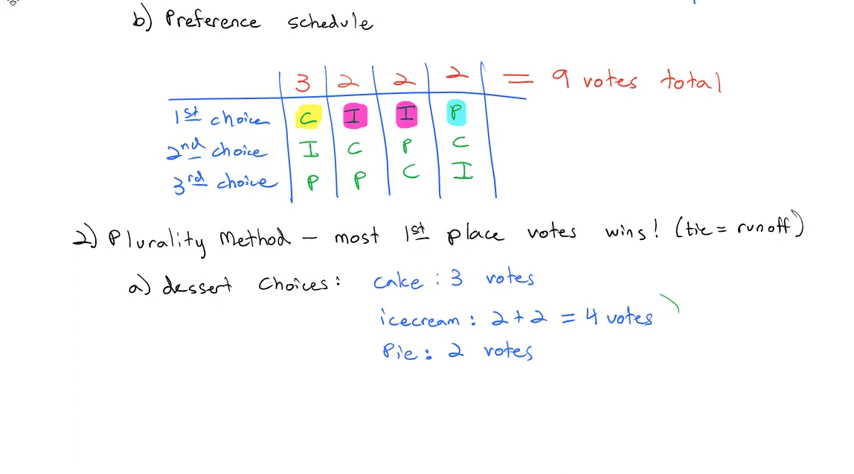 b) Preference schedule
3 2 2 2 = 9 votes total
1st choice C I I P
2nd choice I C P C
3rd choice P P C I
2) Plurality Method - most 1st place votes wins! (tie = runoff)
a) dessert choices: cake: 3 votes
icecream: 2+2 = 4 votes
Pie: 2 votes